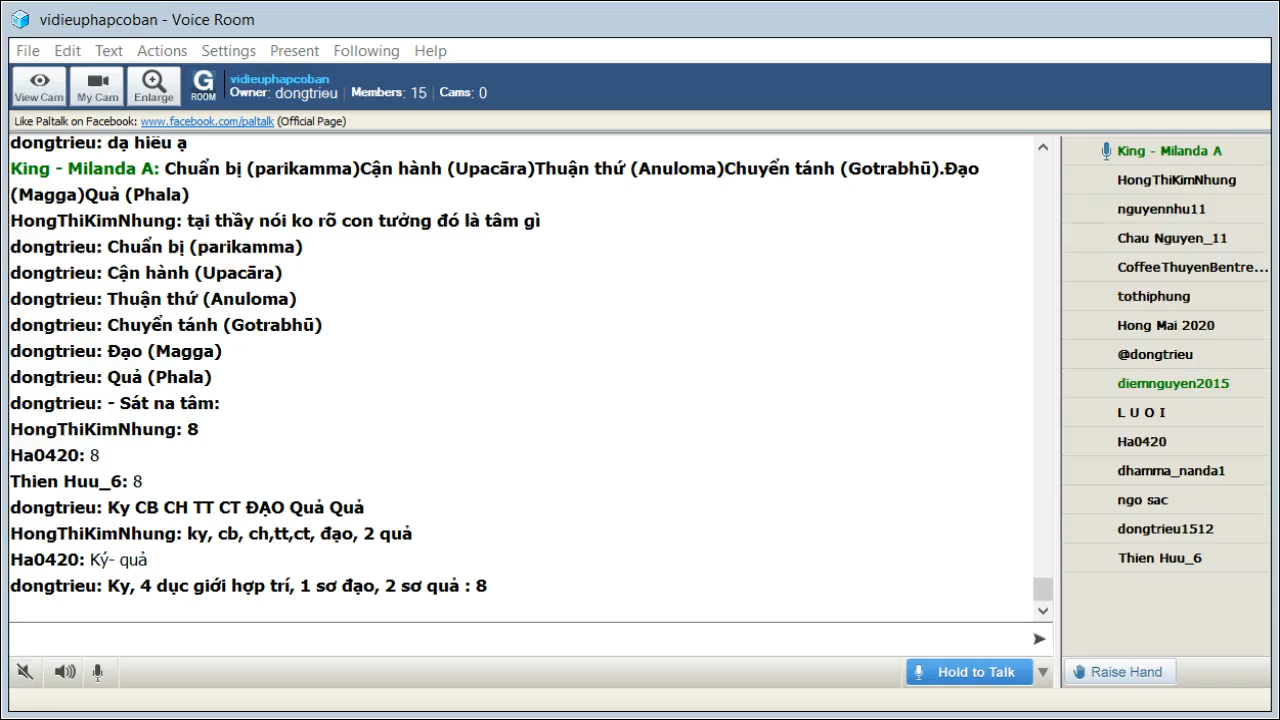 vidieuphapcoban - Voice Room
File Edit Text Actions Settings Present Following Help
View Cam My Cam Enlarge G ROOM
vidieuphapcoban
Owner: dongtrieu | Members: 15 | Cams: 0
Like Paltalk on Facebook: www.facebook.com/paltalk (Official Page)
dongtrieu: dạ hiểu ạ
King - Milanda A: Chuẩn bị (parikamma)Cận hành (Upacāra)Thuận thứ (Anuloma)Chuyển tánh (Gotrabhū).Đạo
(Magga)Quả (Phala)
HongThiKimNhung: tại thầy nói ko rõ con tưởng đó là tâm gì
dongtrieu: Chuẩn bị (parikamma)
dongtrieu: Cận hành (Upacāra)
dongtrieu: Thuận thứ (Anuloma)
dongtrieu: Chuyển tánh (Gotrabhū)
dongtrieu: Đạo (Magga)
dongtrieu: Quả (Phala)
dongtrieu: - Sát na tâm:
HongThiKimNhung: 8
Ha0420: 8
Thien Huu_6: 8
dongtrieu: Ky CB CH TT CT ĐẠO Quả Quả
HongThiKimNhung: ky, cb, ch,tt,ct, đạo, 2 quả
Ha0420: Ký- quả
dongtrieu: Ky, 4 dục giới hợp trí, 1 sơ đạo, 2 sơ quả : 8
King - Milanda A
HongThiKimNhung
nguyennhu11
Chau Nguyen_11
CoffeeThuyenBentre...
tothiphung
Hong Mai 2020
@dongtrieu
diemnguyen2015
L U O I
Ha0420
dhamma_nanda1
ngo sac
dongtrieu1512
Thien Huu_6
Hold to Talk
Raise Hand